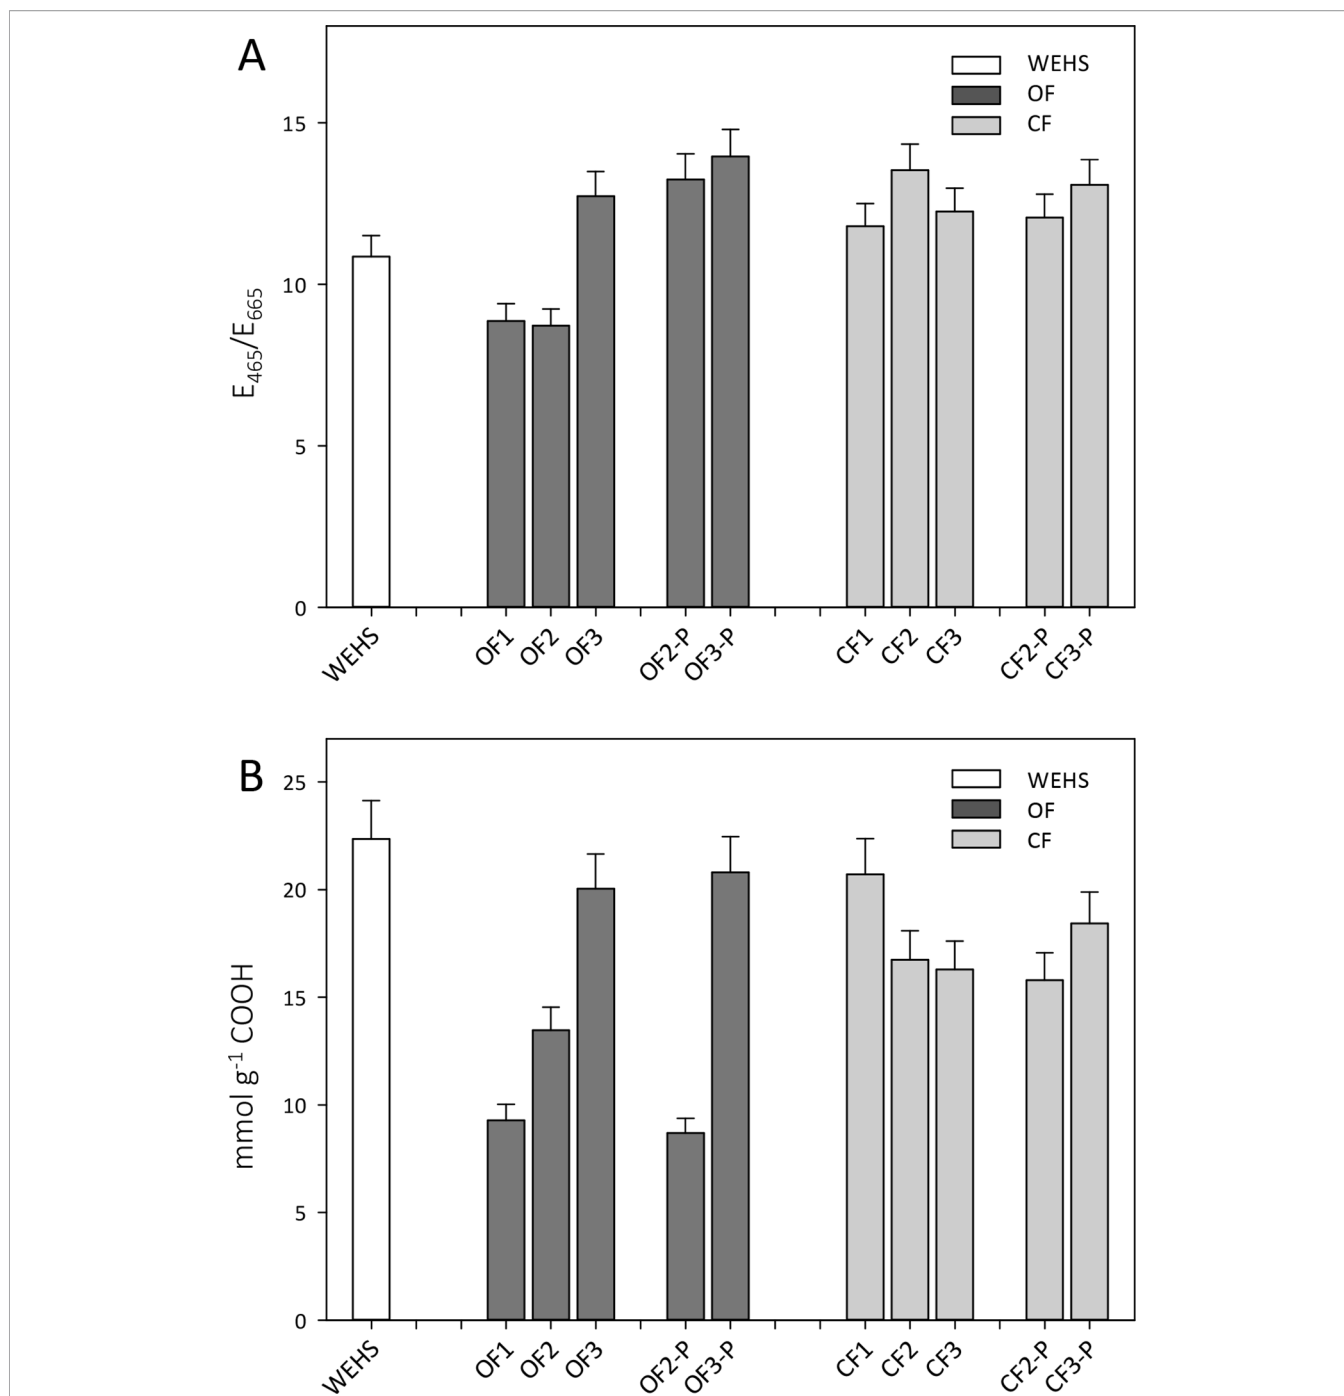 A
WEHS
OF
CF
15
10
5
0
E465/E665
WEHS
OF1
OF2
OF3
OF2-P
OF3-P
CF1
CF2
CF3
CF2-P
CF3-P
B
WEHS
OF
CF
25
20
15
10
5
0
mmol g-1 COOH
WEHS
OF1
OF2
OF3
OF2-P
OF3-P
CF1
CF2
CF3
CF2-P
CF3-P